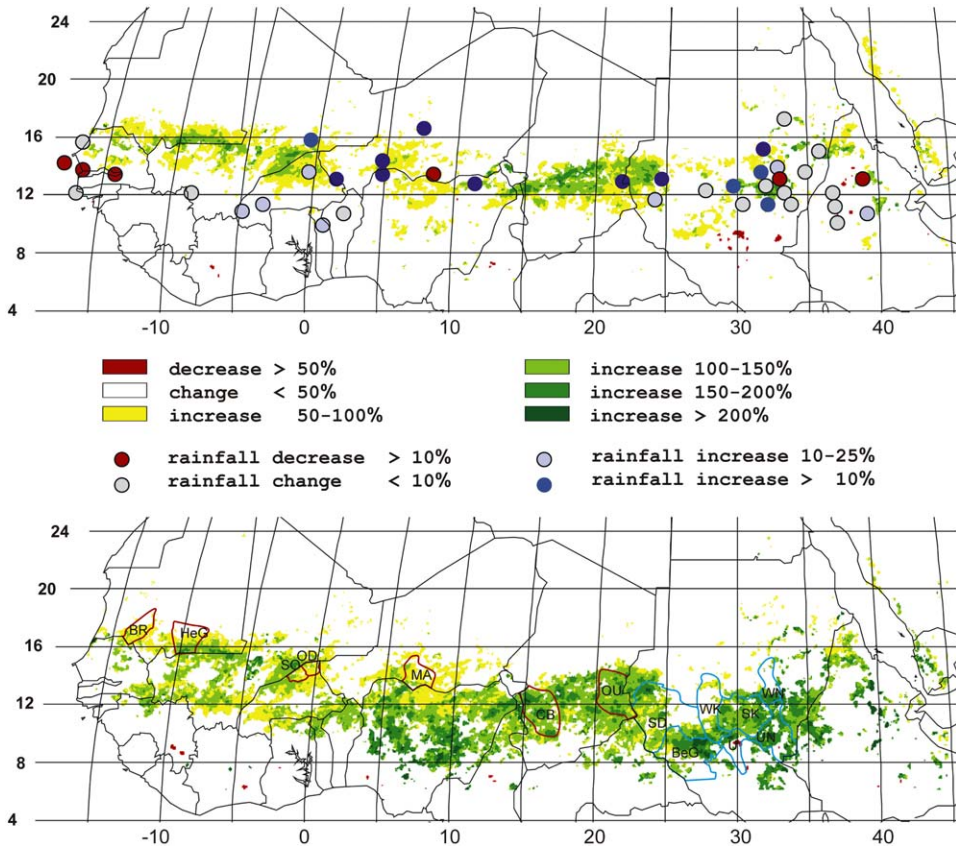 24
20
16
12
8
4
-10 0 10 20 30 40
decrease > 50%
change < 50%
increase 50-100%
increase 100-150%
increase 150-200%
increase > 200%
rainfall decrease > 10%
rainfall change < 10%
rainfall increase 10-25%
rainfall increase > 10%
24
20
16
12
8
4
BR
HeG
OD
SO
MA
CB
OU
SD
BeG
WK
SK
WN
UN
-10 0 10 20 30 40